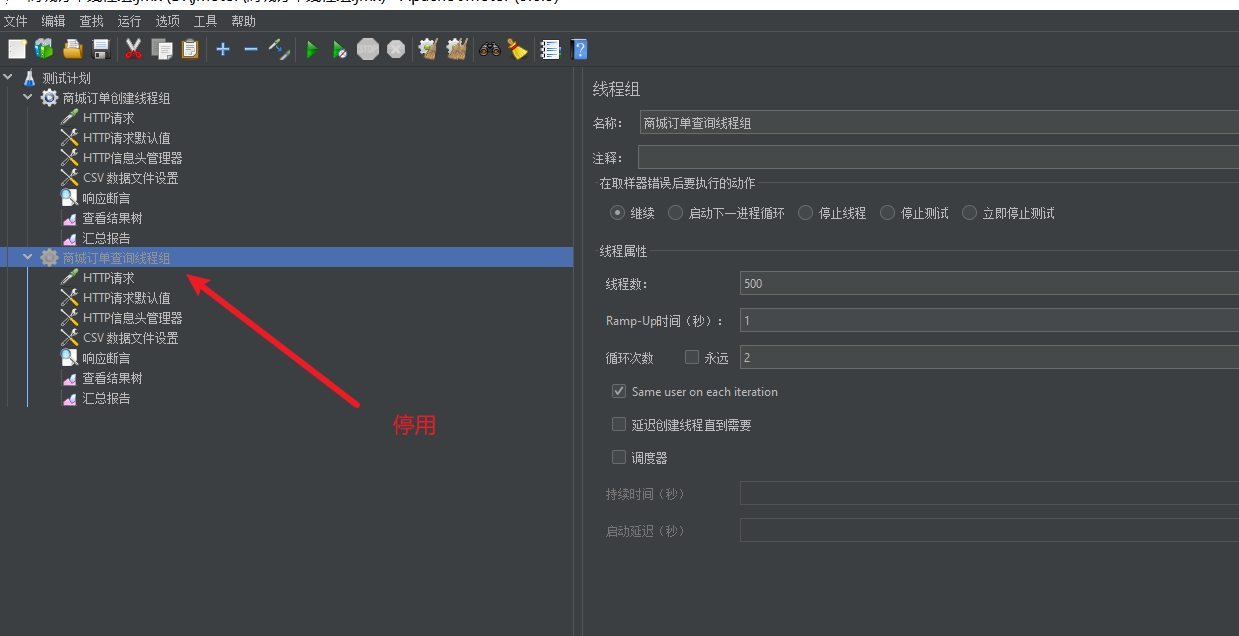 文件 编辑 查找 运行 选项 工具 帮助
测试计划
商城订单创建线程组
HTTP请求
HTTP请求默认值
HTTP信息头管理器
CSV 数据文件设置
响应断言
查看结果树
汇总报告
商城订单查询线程组
HTTP请求
HTTP请求默认值
HTTP信息头管理器
CSV 数据文件设置
响应断言
查看结果树
汇总报告
停用
线程组
名称: 商城订单查询线程组
注释:
在取样器错误后要执行的动作
继续 启动下一进程循环 停止线程 停止测试 立即停止测试
线程属性
线程数: 500
Ramp-Up时间（秒）: 1
循环次数 永远 2
Same user on each iteration
延迟创建线程直到需要
调度器
持续时间（秒）
启动延迟（秒）